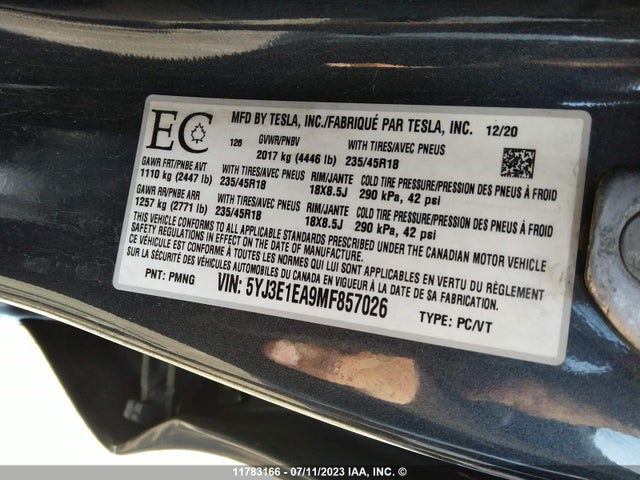 EC
MFD BY TESLA, INC./FABRIQUÉ PAR TESLA, INC. 12/20
126 GVWR/PNBV WITH TIRES/AVEC PNEUS
2017 kg (4446 lb) 235/45R18
GAWR FRT/PNBE AVT WITH TIRES/AVEC PNEUS RIM/JANTE COLD TIRE PRESSURE/PRESSION DES PNEUS À FROID
1110 kg (2447 lb) 235/45R18 18X8.5J 290 kPa, 42 psi
GAWR RR/PNBE ARR WITH TIRES/AVEC PNEUS RIM/JANTE COLD TIRE PRESSURE/PRESSION DES PNEUS À FROID
1257 kg (2771 lb) 235/45R18 18X8.5J 290 kPa, 42 psi
THIS VEHICLE CONFORMS TO ALL APPLICABLE STANDARDS PRESCRIBED UNDER THE CANADIAN MOTOR VEHICLE
SAFETY REGULATIONS IN EFFECT ON THE DATE OF MANUFACTURE
CE VÉHICULE EST CONFORME À TOUTES LES NORMES QUI LUI SONT APPLICABLES EN VERTU DU RÈGLEMENT
SUR LA SÉCURITÉ DES VÉHICULES AUTOMOBILES DU CANADA EN VIGUEUR À LA DATE DE SA FABRICATION.
PNT: PMNG VIN: 5YJ3E1EA9MF857026 TYPE: PC/VT
11783166 - 07/11/2023 IAA, INC. ©